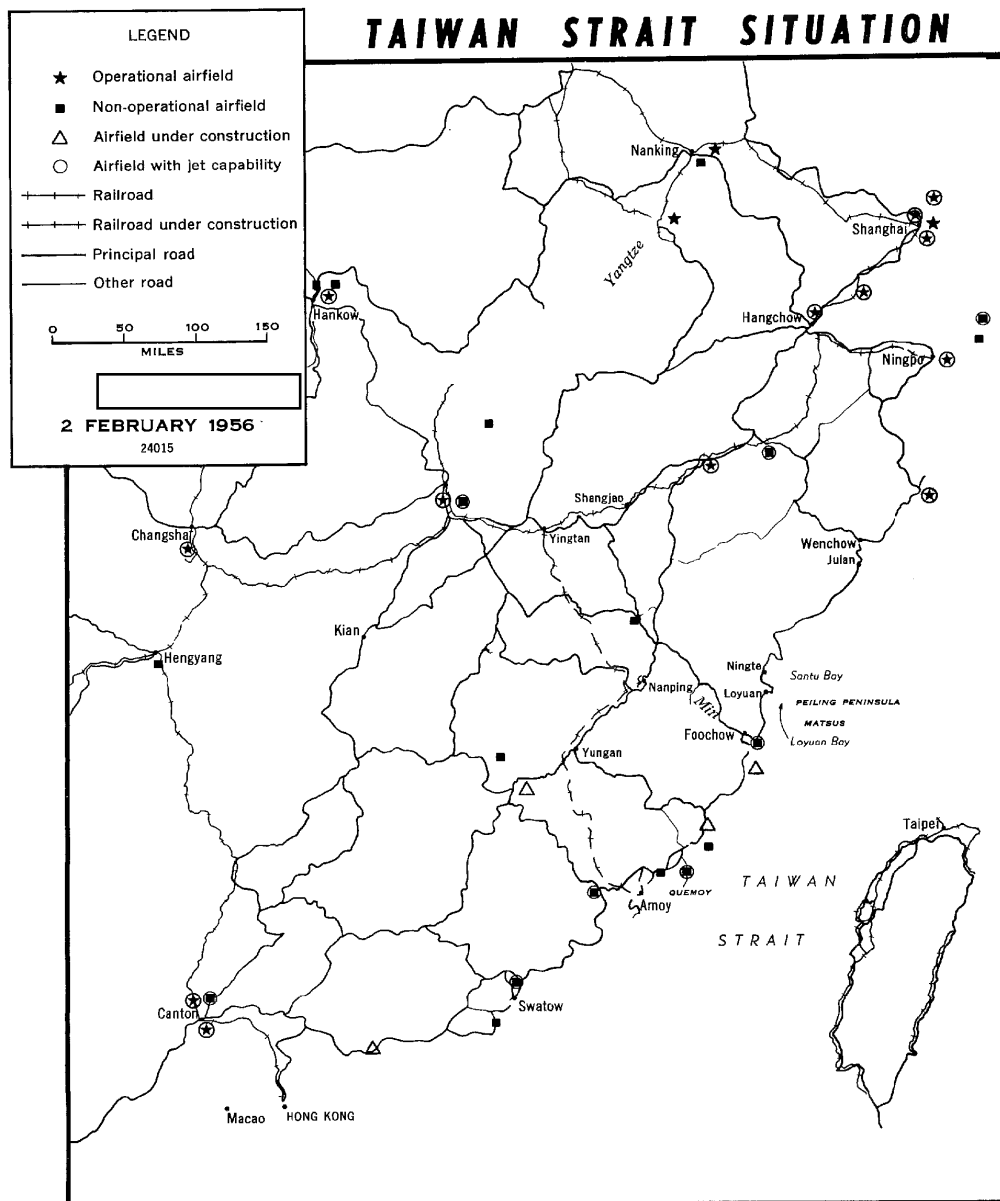 TAIWAN STRAIT SITUATION
LEGEND
Operational airfield
Non-operational airfield
Airfield under construction
Airfield with jet capability
Railroad
Railroad under construction
Principal road
Other road
0 50 100 150
MILES
2 FEBRUARY 1956
24015
Nanking
Shanghai
Yangtze
Hankow
Hangchow
Ningpo
Shangjao
Changsha
Yingtan
Wenchow
Juian
Kian
Hengyang
Ningte
Santu Bay
Nanping
Loyuan
PEILING PENINSULA
Min
MATSUS
Foochow
Loyuan Bay
Yungan
Taipei
TAIWAN
QUEMOY
Amoy
STRAIT
Swatow
Canton
Macao
HONG KONG